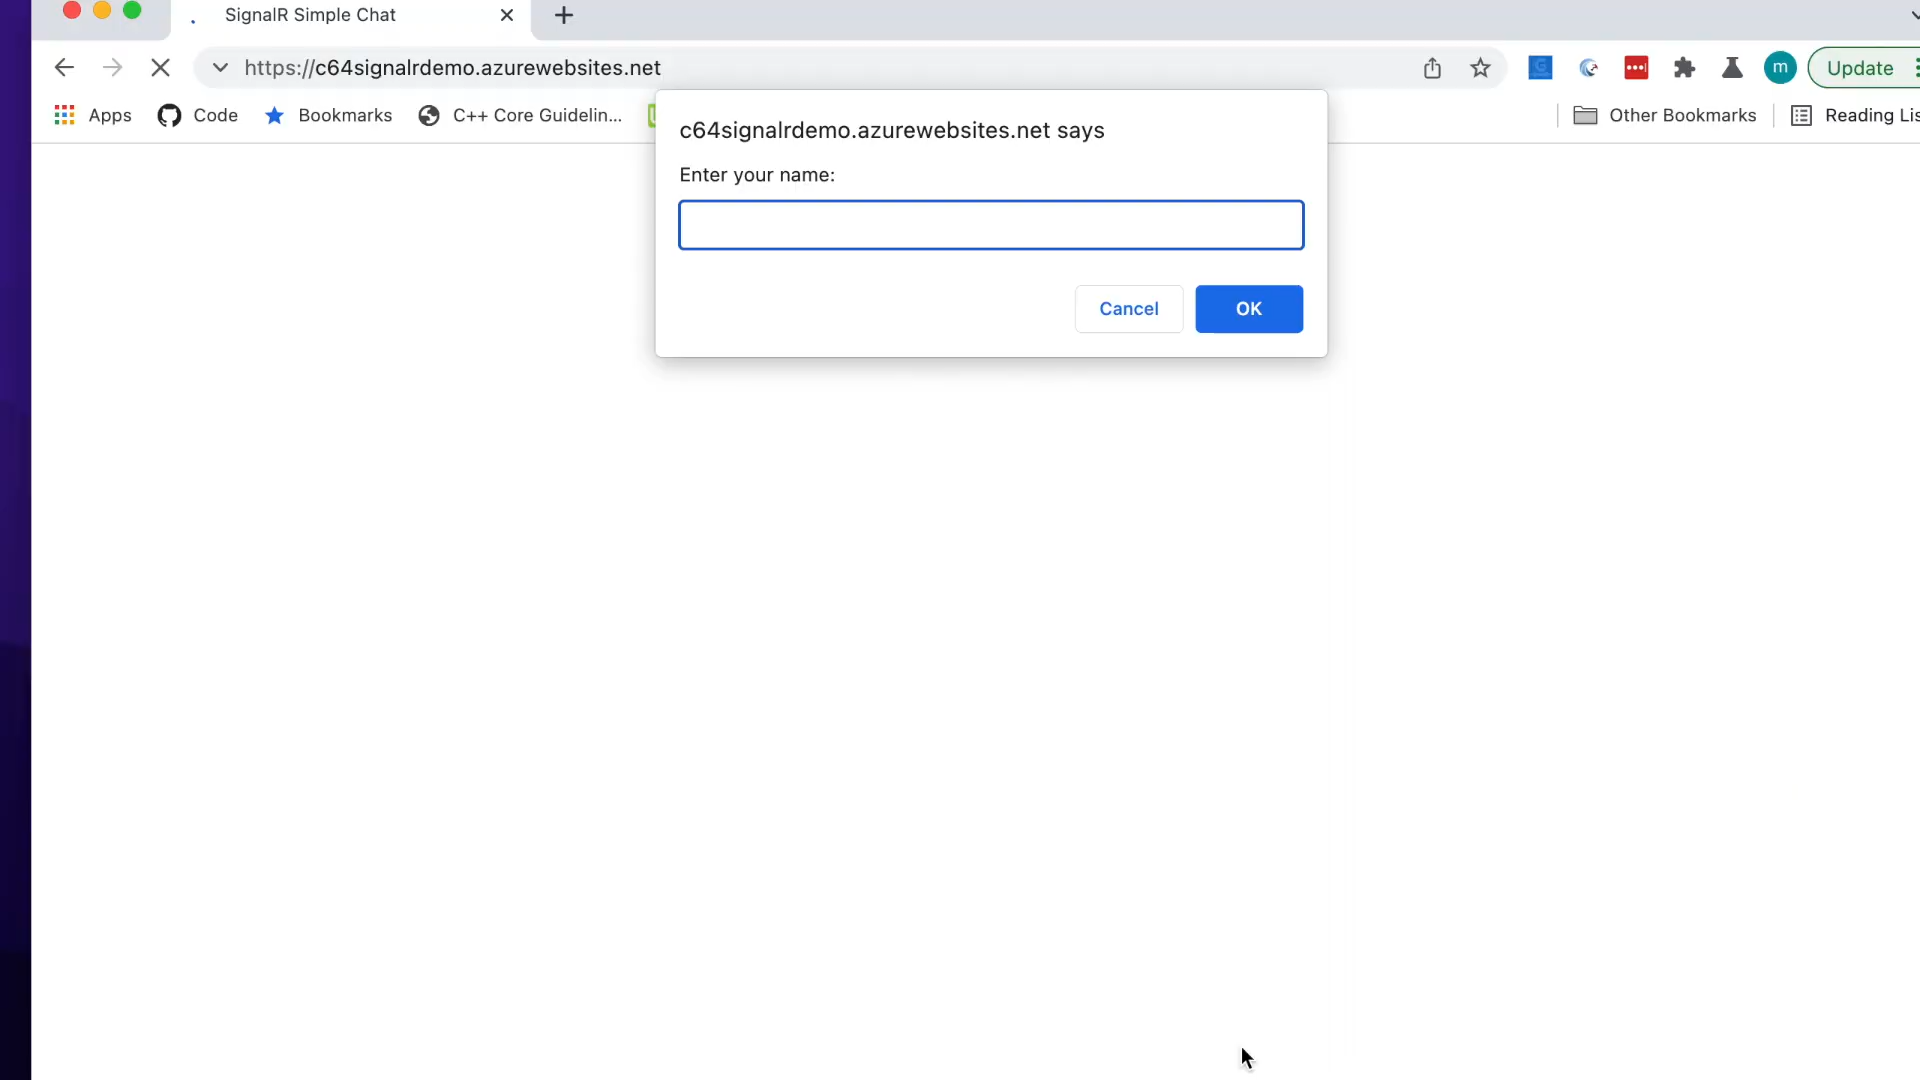 SignalR Simple Chat
https://c64signalrdemo.azurewebsites.net
m
Update
Apps
Code
Bookmarks
C++ Core Guidelin...
Other Bookmarks
Reading Lis
c64signalrdemo.azurewebsites.net says
Enter your name:
Cancel
OK